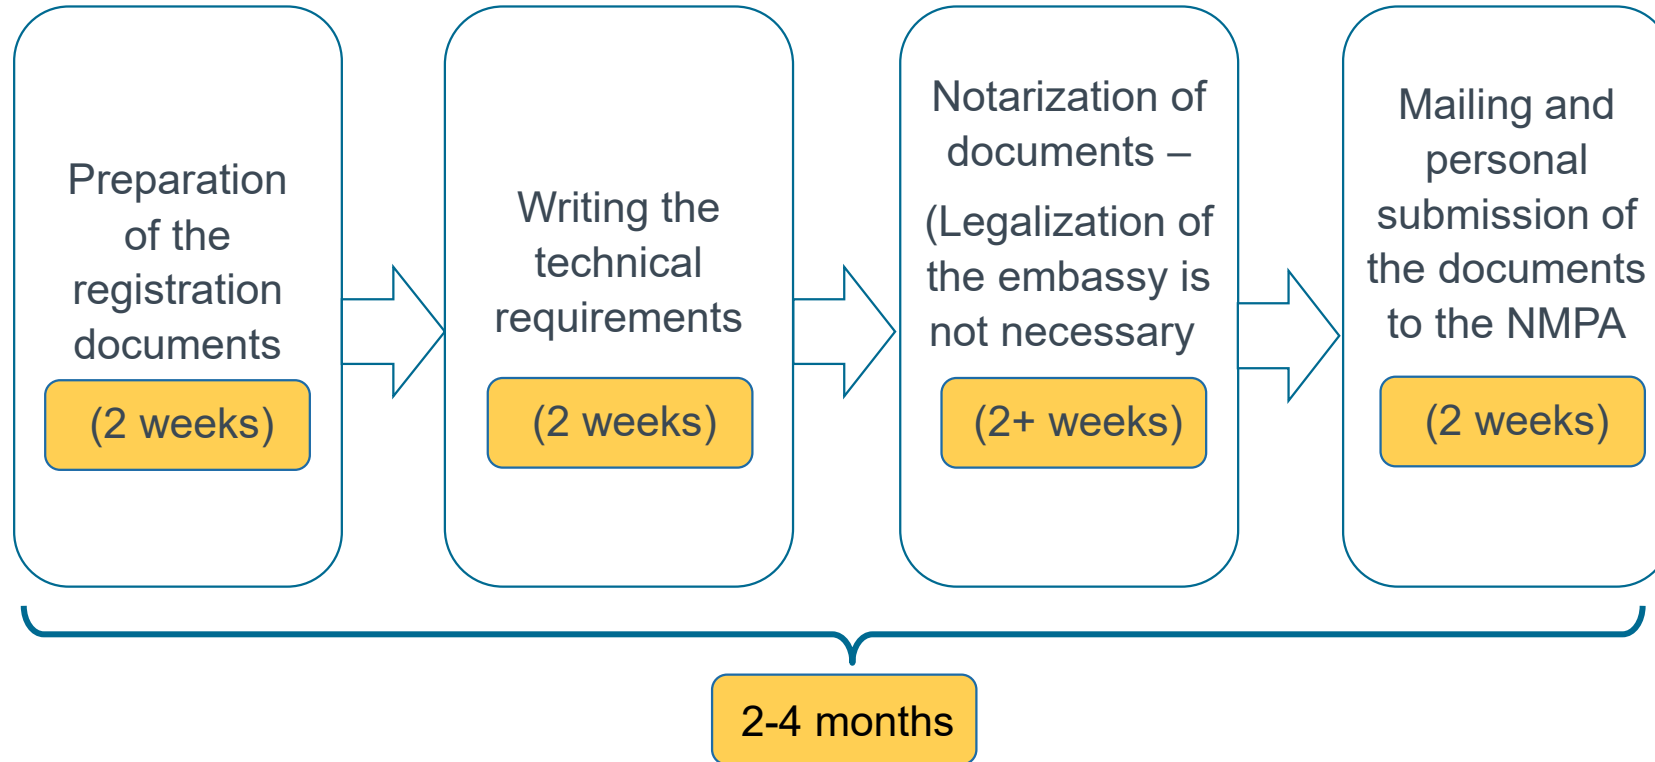 Preparation
of the
registration
documents
(2 weeks)
Writing the
technical
requirements
(2 weeks)
Notarization of
documents –
(Legalization of
the embassy is
not necessary
(2+ weeks)
Mailing and
personal
submission of
the documents
to the NMPA
(2 weeks)
2-4 months